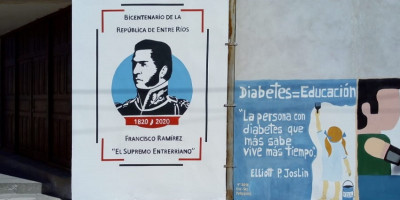 BICENTENARIO DE LA
REPÚBLICA DE ENTRE RÍOS
1820 2020
FRANCISCO RAMÍREZ
"EL SUPREMO ENTRERRIANO"
Diabetes=Educación
"La persona con
diabetes que
más sabe
vive más tiempo".
ELLIOT P. Joslin